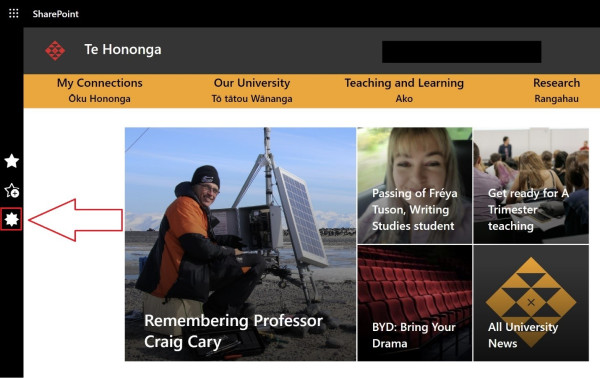 SharePoint
Te Hononga
My Connections
Ōku Hononga
Our University
Tō tātou Wānanga
Teaching and Learning
Ako
Research
Rangahau
Remembering Professor
Craig Cary
Passing of Fréya
Tuson, Writing
Studies student
Get ready for A
Trimester
teaching
BYD: Bring Your
Drama
All University
News